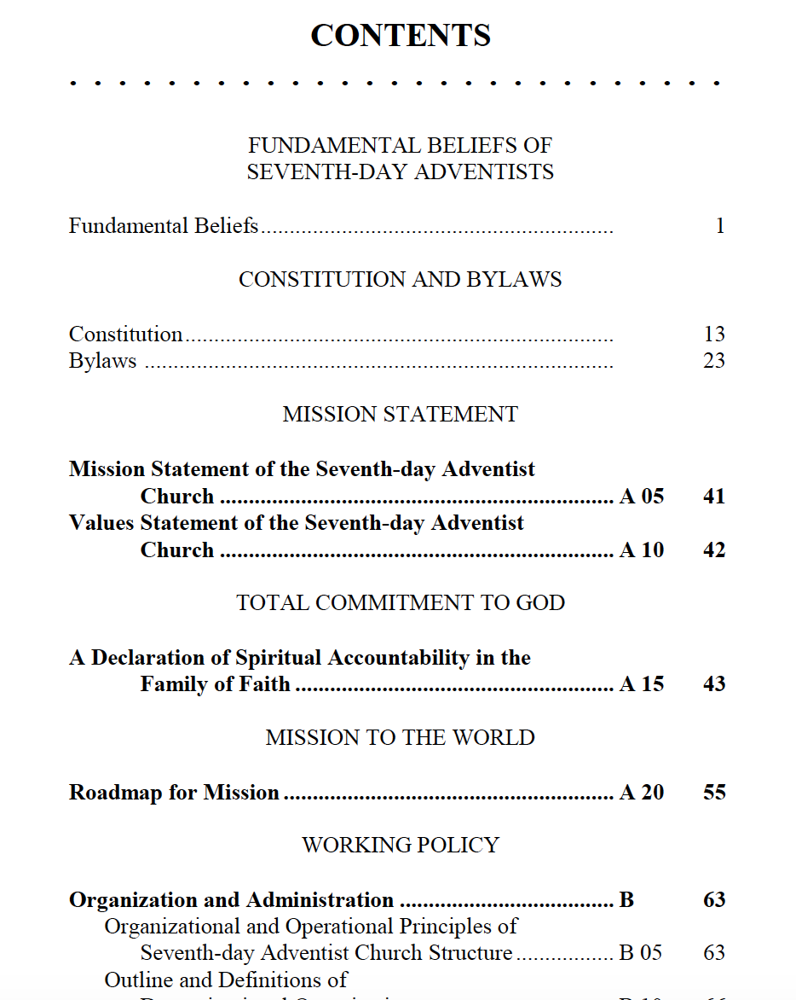 CONTENTS
FUNDAMENTAL BELIEFS OF
SEVENTH-DAY ADVENTISTS
Fundamental Beliefs.............................................................. 1
CONSTITUTION AND BYLAWS
Constitution........................................................................... 13
Bylaws .................................................................................. 23
MISSION STATEMENT
Mission Statement of the Seventh-day Adventist
Church ..................................................................... A 05 41
Values Statement of the Seventh-day Adventist
Church ..................................................................... A 10 42
TOTAL COMMITMENT TO GOD
A Declaration of Spiritual Accountability in the
Family of Faith ........................................................ A 15 43
MISSION TO THE WORLD
Roadmap for Mission .......................................................... A 20 55
WORKING POLICY
Organization and Administration ..................................... B 63
Organizational and Operational Principles of
Seventh-day Adventist Church Structure ................. B 05 63
Outline and Definitions of